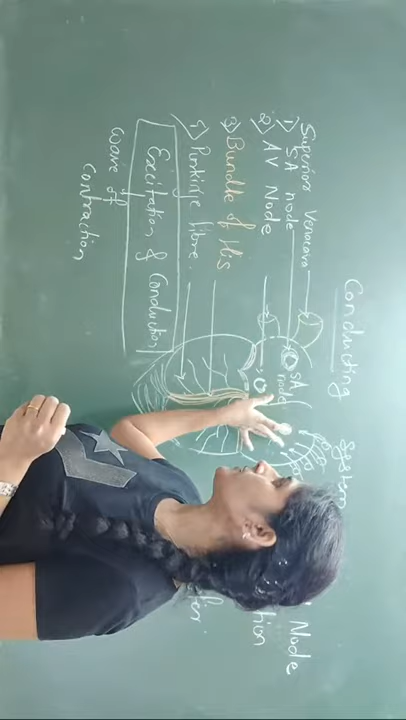 Conducting System
Superior Venacava
1) SA node
2) AV Node
3) Bundle of His
4) Purkinje fibre
Excitation & Conduction
wave of
Contraction
SA
node
Node
tion